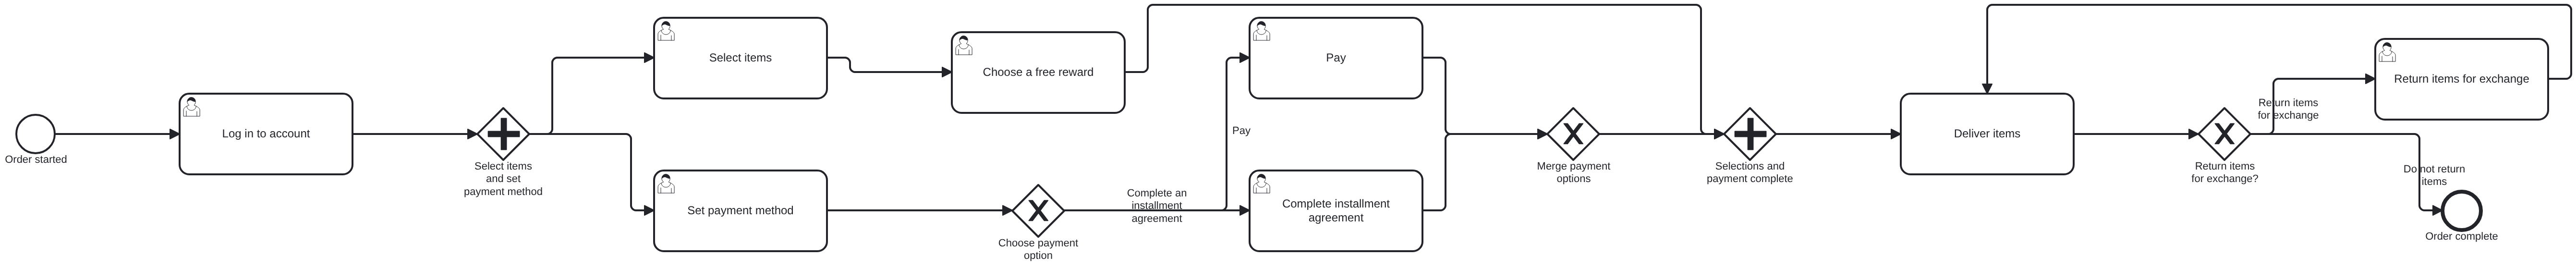 Order started
Log in to account
Select items
and set
payment method
Select items
Set payment method
Choose a free reward
Choose payment
option
Complete an
installment
agreement
Pay
Pay
Complete installment
agreement
Merge payment
options
Selections and
payment complete
Deliver items
Return items
for exchange?
Return items
for exchange
Return items for exchange
Do not return
items
Order complete